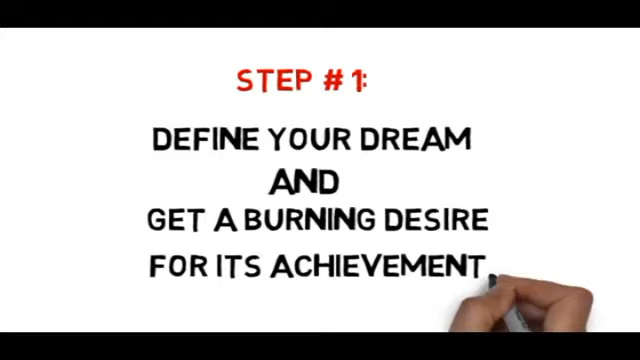 STEP # 1:
DEFINE YOUR DREAM
AND
GET A BURNING DESIRE
FOR ITS ACHIEVEMENT